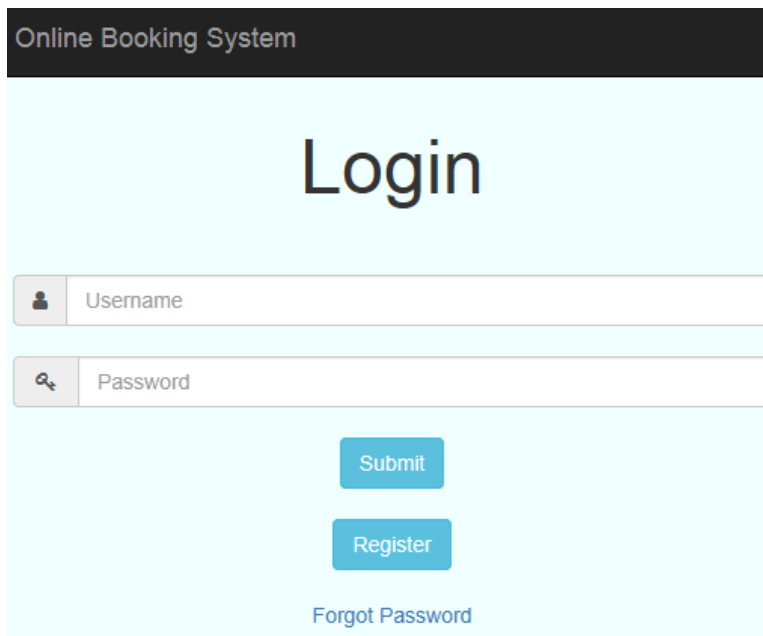 Online Booking System
Login
Username
Password
Submit
Register
Forgot Password